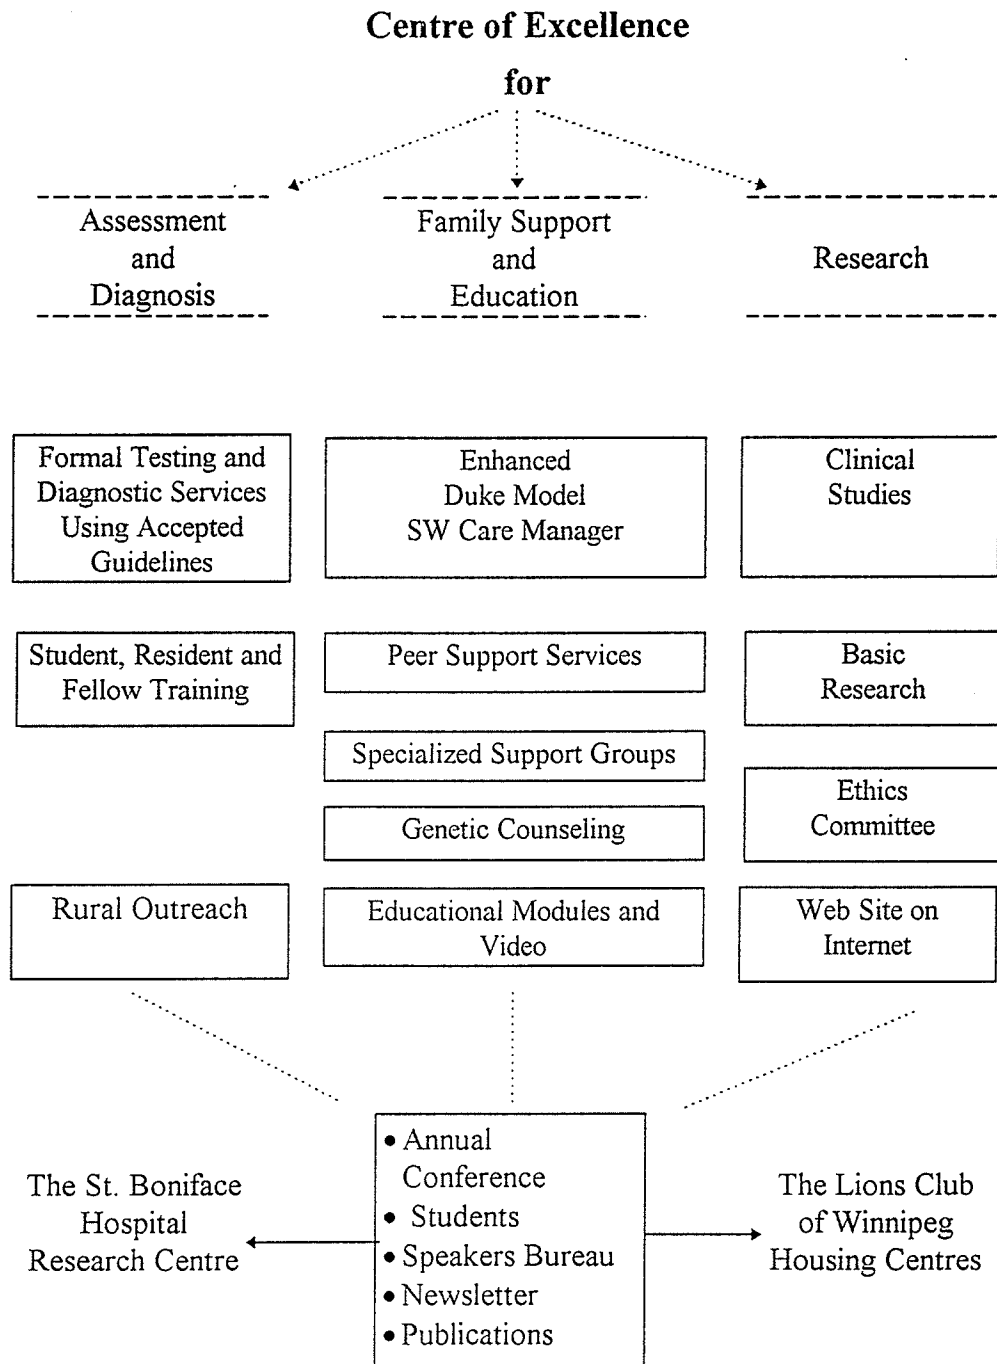 Centre of Excellence
for
Assessment
and
Diagnosis
Family Support
and
Education
Research
Formal Testing and
Diagnostic Services
Using Accepted
Guidelines
Enhanced
Duke Model
SW Care Manager
Clinical
Studies
Student, Resident and
Fellow Training
Peer Support Services
Basic
Research
Specialized Support Groups
Ethics
Committee
Genetic Counseling
Rural Outreach
Educational Modules and
Video
Web Site on
Internet
The St. Boniface
Hospital
Research Centre
• Annual
Conference
• Students
• Speakers Bureau
• Newsletter
• Publications
The Lions Club
of Winnipeg
Housing Centres